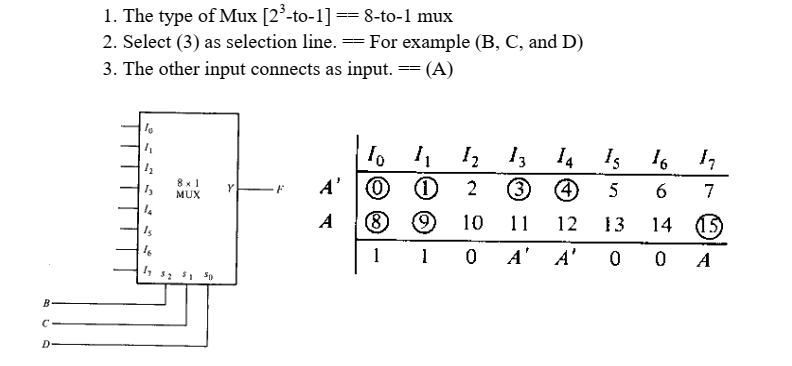 1. The type of Mux [2³-to-1] == 8-to-1 mux
2. Select (3) as selection line. == For example (B, C, and D)
3. The other input connects as input. == (A)
I₀
I₁
I₂
I₃
I₄
I₅
I₆
I₇
8 × 1
MUX
Y
F
s₂ s₁ s₀
B
C
D
I₀ I₁ I₂ I₃ I₄ I₅ I₆ I₇
A' 0 1 2 3 4 5 6 7
A 8 9 10 11 12 13 14 15
1 1 0 A' A' 0 0 A